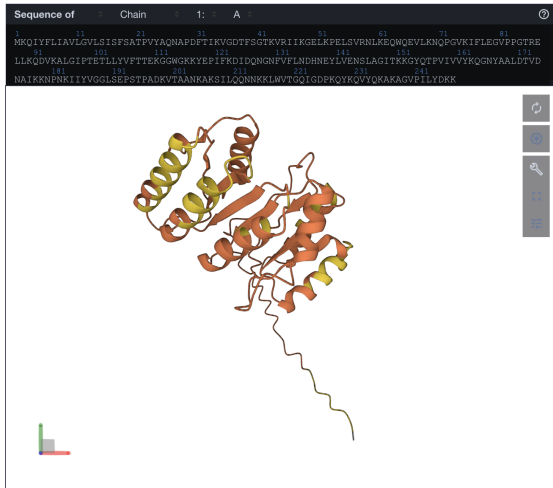 Sequence of Chain 1: A
1 11 21 31 41 51 61 71 81
MKQIYFLIAVLGVLSISFSATPVYAQNAPDFTIKVGDTFSGTKVRIIKGELKPELSVRNLKEQWQEVLKNQPGVKIFLEGVPPGTRE
91 101 111 121 131 141 151 161 171
LLKQDVKALGIPTETLLYVFTTEKGGWGKKYEPIFKDIDQNGNFVFLNDHNEYLVENSLAGITKKGYQTPVIVVYKQGNYAALDTVD
181 191 201 211 221 231 241
NAIKKNPNKIIYYVGGLSEPSTPADKVTAANKAKSILQQNNKKLWVTGQIGDPKQYKQVYQKAKAGVPILYDKK